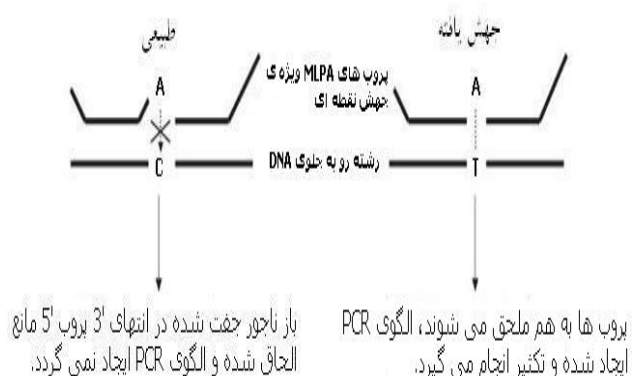 طبیعی
جهش یافته
پروب های MLPA ویژه ی
جهش نقطه ای
A
A
رشته رو به جلوی DNA
C
T
پروب ها به هم ملحق می شوند، الگوی PCR
ایجاد شده و تکثیر انجام می گیرد.
باز ناجور جفت شده در انتهای 3' پروب 5' مانع
الحاق شده و الگوی PCR ایجاد نمی گردد.